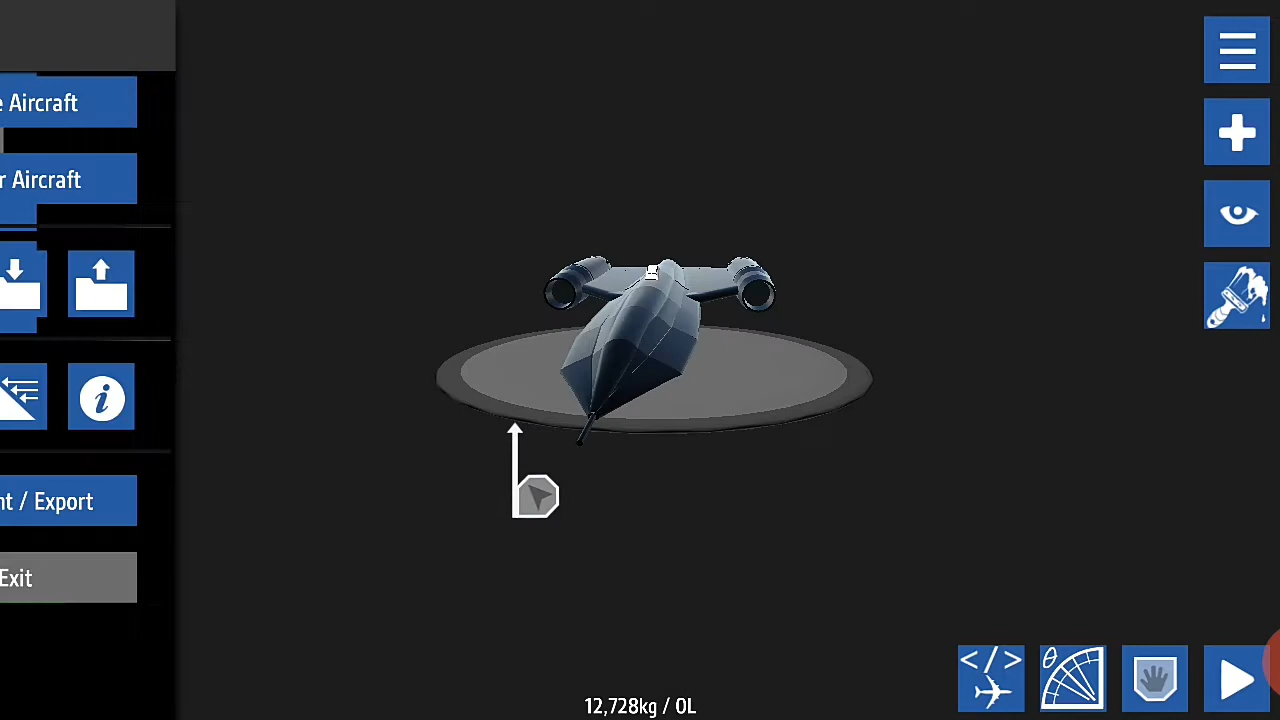 e Aircraft
r Aircraft
nt / Export
Exit
</>
θ
12,728kg / 0L